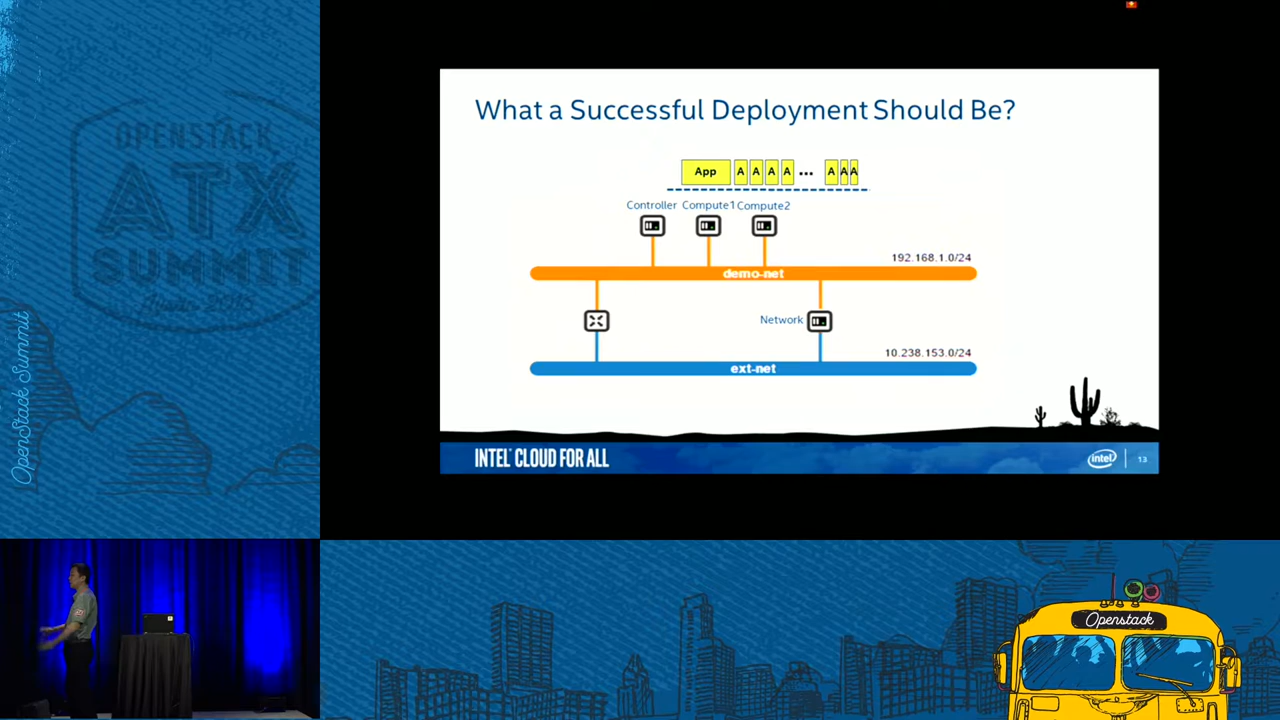 OPENSTACK
ATX
SUMMIT
OpenStack Summit
What a Successful Deployment Should Be?
App A A A A ... A A A
Controller Compute1 Compute2
192.168.1.0/24
demo-net
Network
10.238.153.0/24
ext-net
INTEL CLOUD FOR ALL
intel 13
Openstack